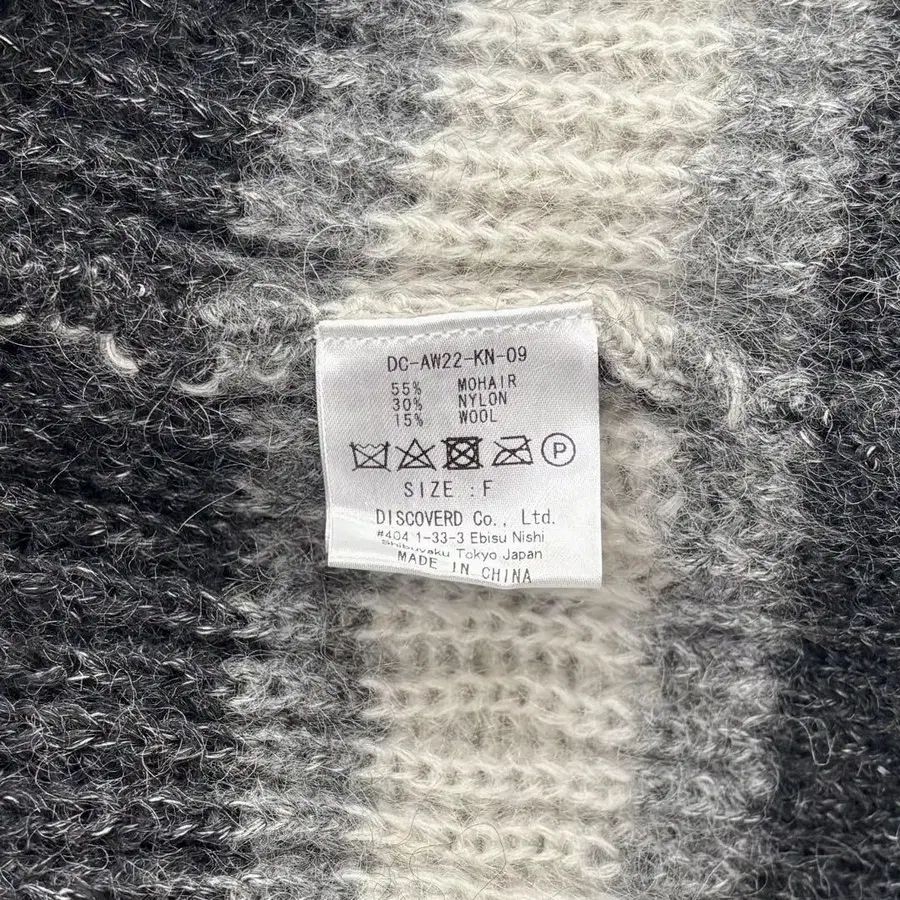 DC-AW22-KN-09
55% MOHAIR
30% NYLON
15% WOOL
P
SIZE : F
DISCOVERD Co., Ltd.
#404 1-33-3 Ebisu Nishi
Shibuyaku Tokyo Japan
MADE IN CHINA